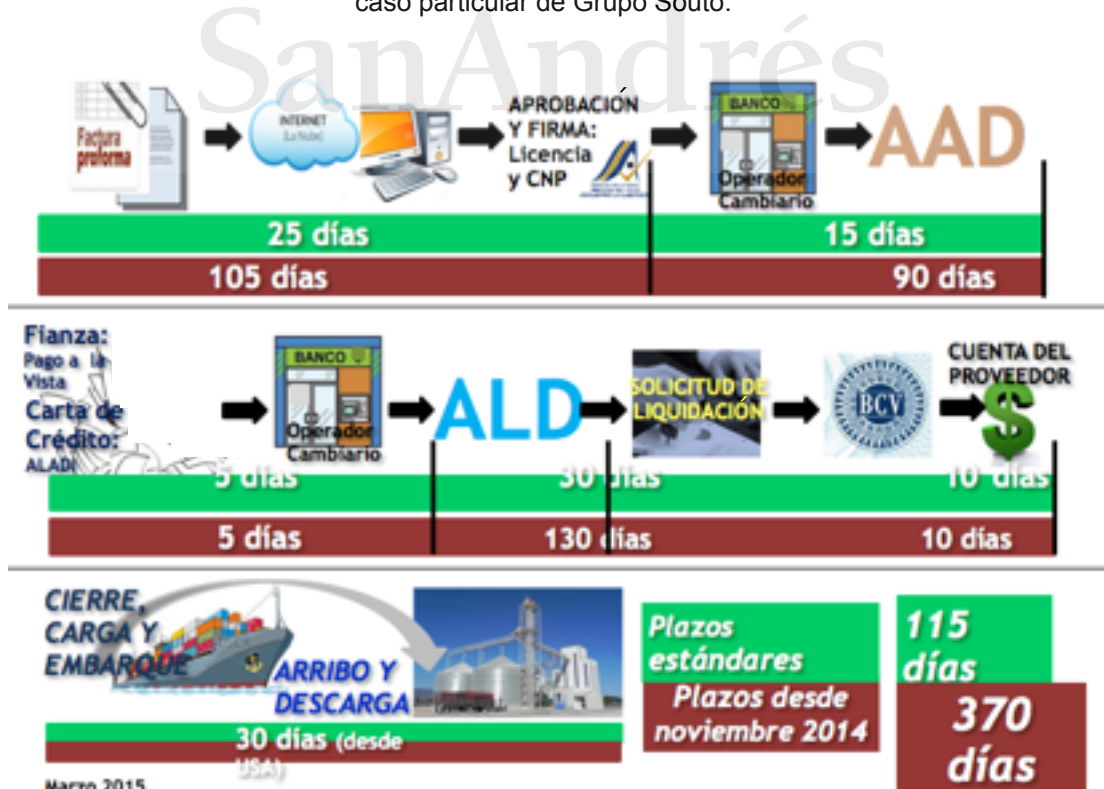 caso particular de Grupo Souto.
SanAndrés
Factura
proforma
INTERNET
(La Nube)
APROBACIÓN
Y FIRMA:
Licencia
y CNP
BANCO
Operador
Cambiario
AAD
25 días
15 días
105 días
90 días
Fianza:
Pago a la
Vista
Carta de
Crédito:
ALADI
BANCO
Operador
Cambiario
ALD
SOLICITUD DE
LIQUIDACIÓN
BCV
CUENTA DEL
PROVEEDOR
$
5 días
30 días
10 días
5 días
130 días
10 días
CIERRE,
CARGA Y
EMBARQUE
ARRIBO Y
DESCARGA
30 días (desde
USA)
Plazos
estándares
115
días
Plazos desde
noviembre 2014
370
días
Marzo 2015